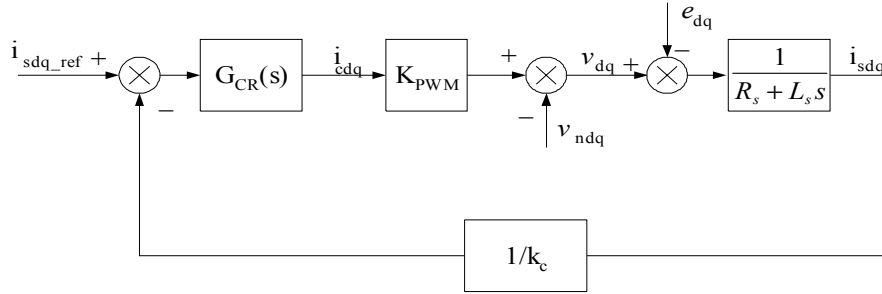 e_dq
i_sdq_ref + − G_CR(s) i_cdq K_PWM + − v_dq + − 1 / (R_s + L_s s) i_sdq
v_ndq
1/k_c